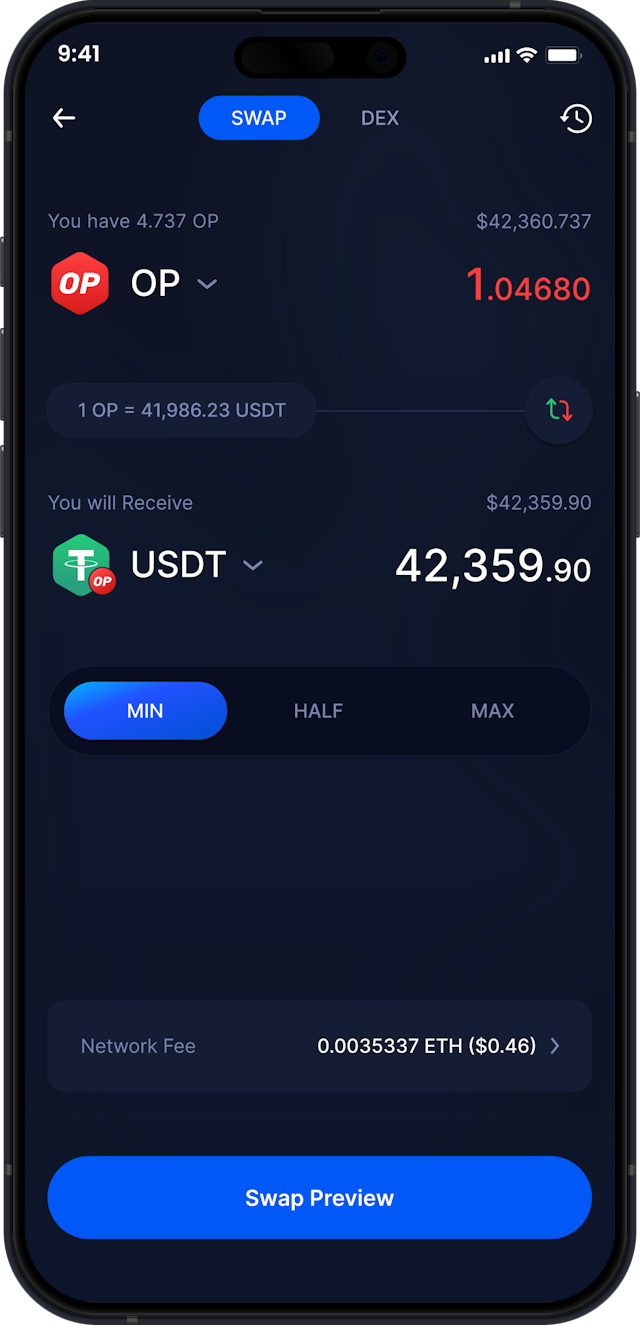 9:41
SWAP DEX
You have 4.737 OP $42,360.737
OP OP 1.04680
1 OP = 41,986.23 USDT
You will Receive $42,359.90
T OP USDT 42,359.90
MIN HALF MAX
Network Fee 0.0035337 ETH ($0.46)
Swap Preview